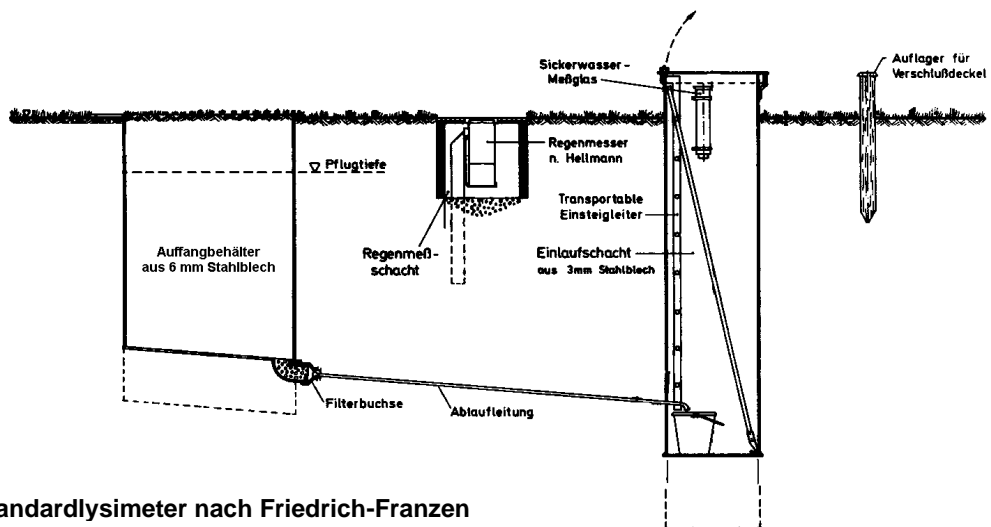 Sickerwasser-
Meßglas
Auflager für
Verschlußdeckel
Regenmesser
n. Hellmann
Pflugtiefe
Transportable
Einsteigleiter
Auffangbehälter
aus 6 mm Stahlblech
Regenmeß-
schacht
Einlaufschacht
aus 3mm Stahlblech
Filterbuchse
Ablaufleitung
andardlysimeter nach Friedrich-Franzen